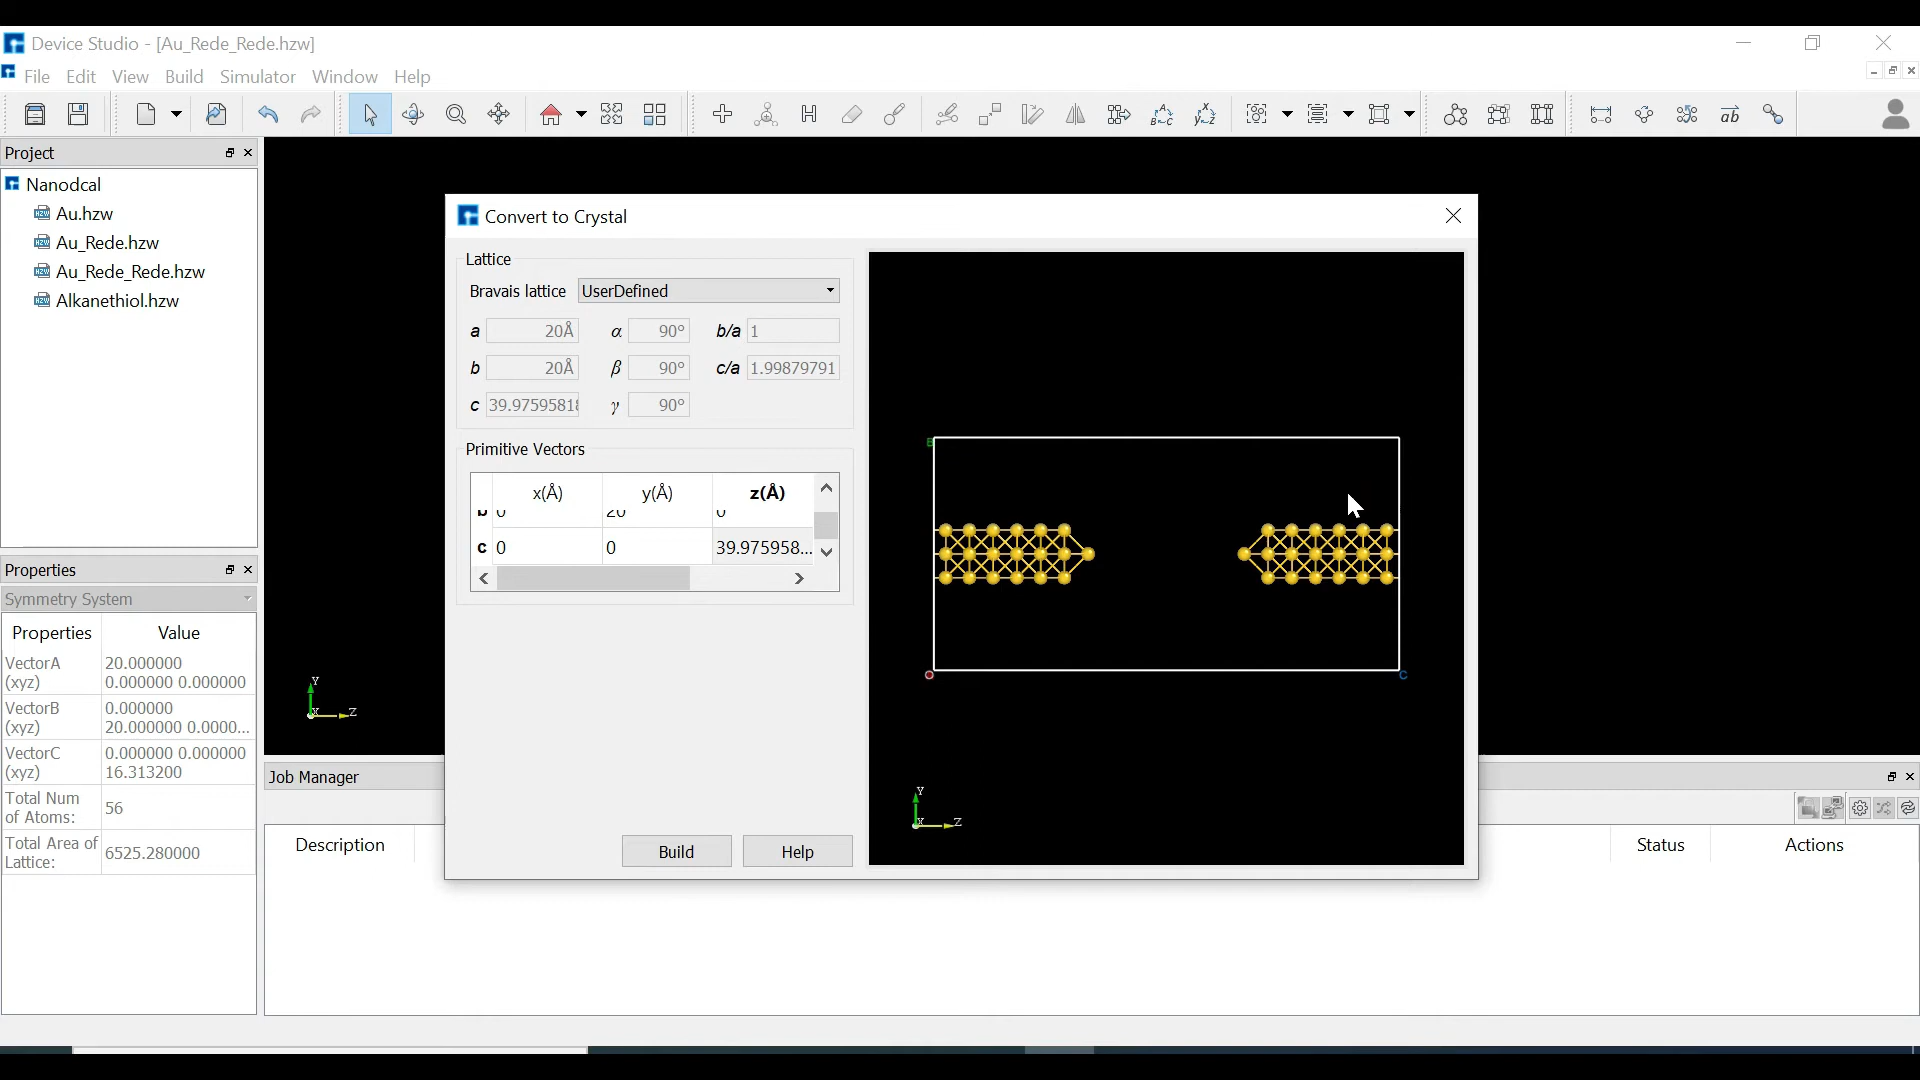 Device Studio - [Au_Rede_Rede.hzw]
File Edit View Build Simulator Window Help
Project
Nanodcal
Au.hzw
Au_Rede.hzw
Au_Rede_Rede.hzw
Alkanethiol.hzw
Properties
Symmetry System
Properties Value
VectorA 20.000000
(xyz) 0.000000 0.000000
VectorB 0.000000
(xyz) 20.000000 0.0000...
VectorC 0.000000 0.000000
(xyz) 16.313200
Total Num
of Atoms: 56
Total Area of
Lattice: 6525.280000
Y
X Z
Convert to Crystal
Lattice
Bravais lattice UserDefined
a 20Å α 90° b/a 1
b 20Å β 90° c/a 1.99879791
c 39.9759581 γ 90°
Primitive Vectors
x(Å) y(Å) z(Å)
b 0 20 0
c 0 0 39.975958...
Build Help
B
O C
Y
X Z
Job Manager
Description Status Actions